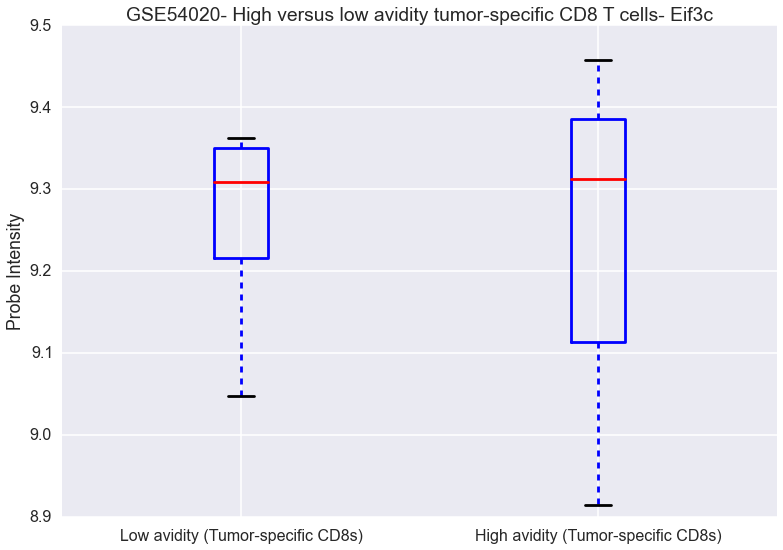 GSE54020- High versus low avidity tumor-specific CD8 T cells- Eif3c
9.5
9.4
9.3
9.2
9.1
9.0
8.9
Probe Intensity
Low avidity (Tumor-specific CD8s)
High avidity (Tumor-specific CD8s)